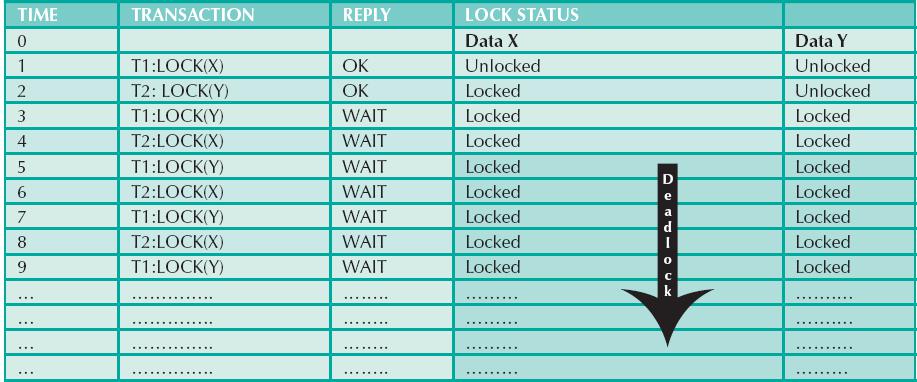 TIME TRANSACTION REPLY LOCK STATUS
0 Data X Data Y
1 T1:LOCK(X) OK Unlocked Unlocked
2 T2: LOCK(Y) OK Locked Unlocked
3 T1:LOCK(Y) WAIT Locked Locked
4 T2:LOCK(X) WAIT Locked Locked
5 T1:LOCK(Y) WAIT Locked Locked
6 T2:LOCK(X) WAIT Locked Locked
7 T1:LOCK(Y) WAIT Locked Locked
8 T2:LOCK(X) WAIT Locked Locked
9 T1:LOCK(Y) WAIT Locked Locked
... .............. ........ ......... ..........
... .............. ........ ......... ..........
... .............. ........ ......... ..........
... .............. ........ ......... .........
Deadlock